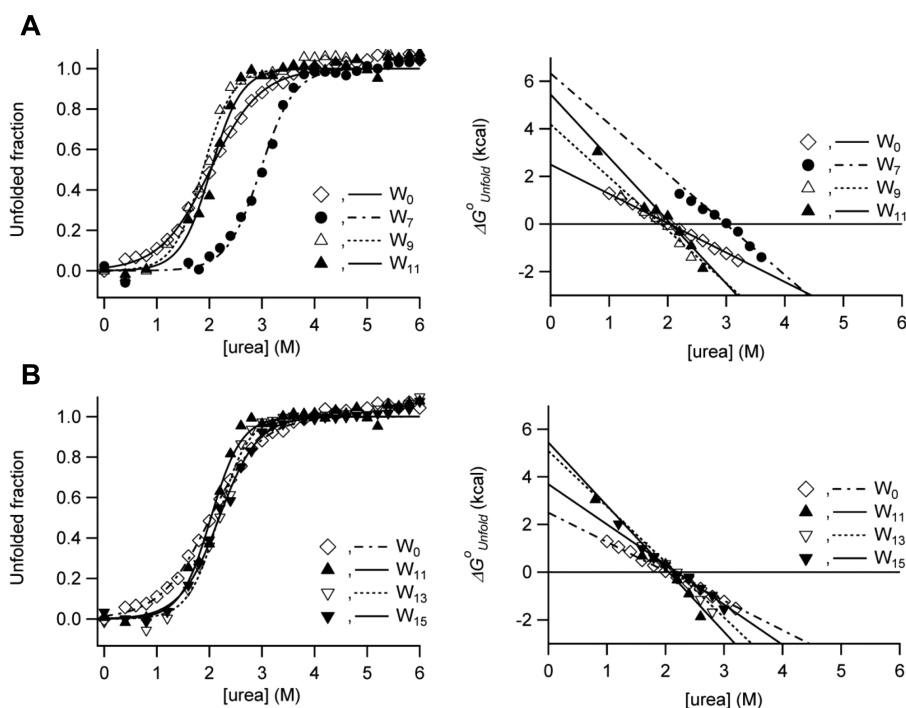 A
Unfolded fraction
1.0
0.8
0.6
0.4
0.2
0.0
, W₀
, W₇
, W₉
, W₁₁
0 1 2 3 4 5 6
[urea] (M)
ΔG°Unfold (kcal)
6
4
2
0
-2
, W₀
, W₇
, W₉
, W₁₁
0 1 2 3 4 5 6
[urea] (M)
B
Unfolded fraction
1.0
0.8
0.6
0.4
0.2
0.0
, W₀
, W₁₁
, W₁₃
, W₁₅
0 1 2 3 4 5 6
[urea] (M)
ΔG°Unfold (kcal)
6
4
2
0
-2
, W₀
, W₁₁
, W₁₃
, W₁₅
0 1 2 3 4 5 6
[urea] (M)